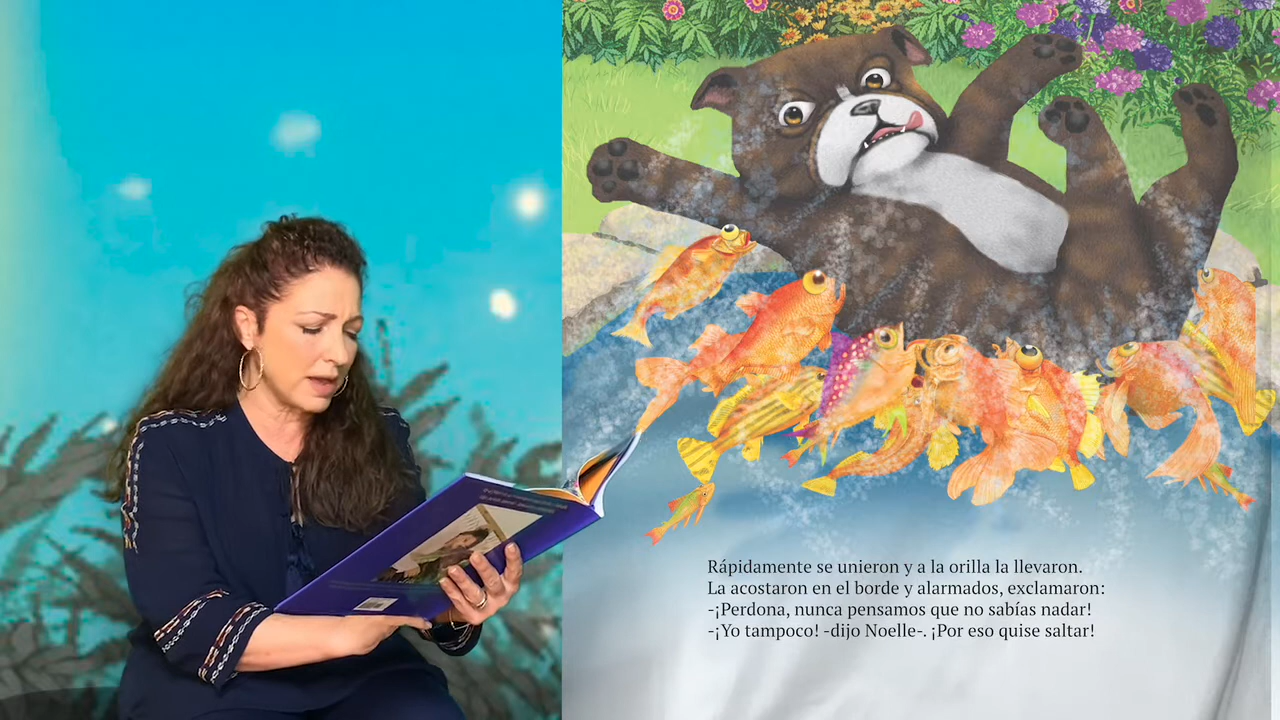 Rápidamente se unieron y a la orilla la llevaron.
La acostaron en el borde y alarmados, exclamaron:
-¡Perdona, nunca pensamos que no sabías nadar!
-¡Yo tampoco! -dijo Noelle-. ¡Por eso quise saltar!